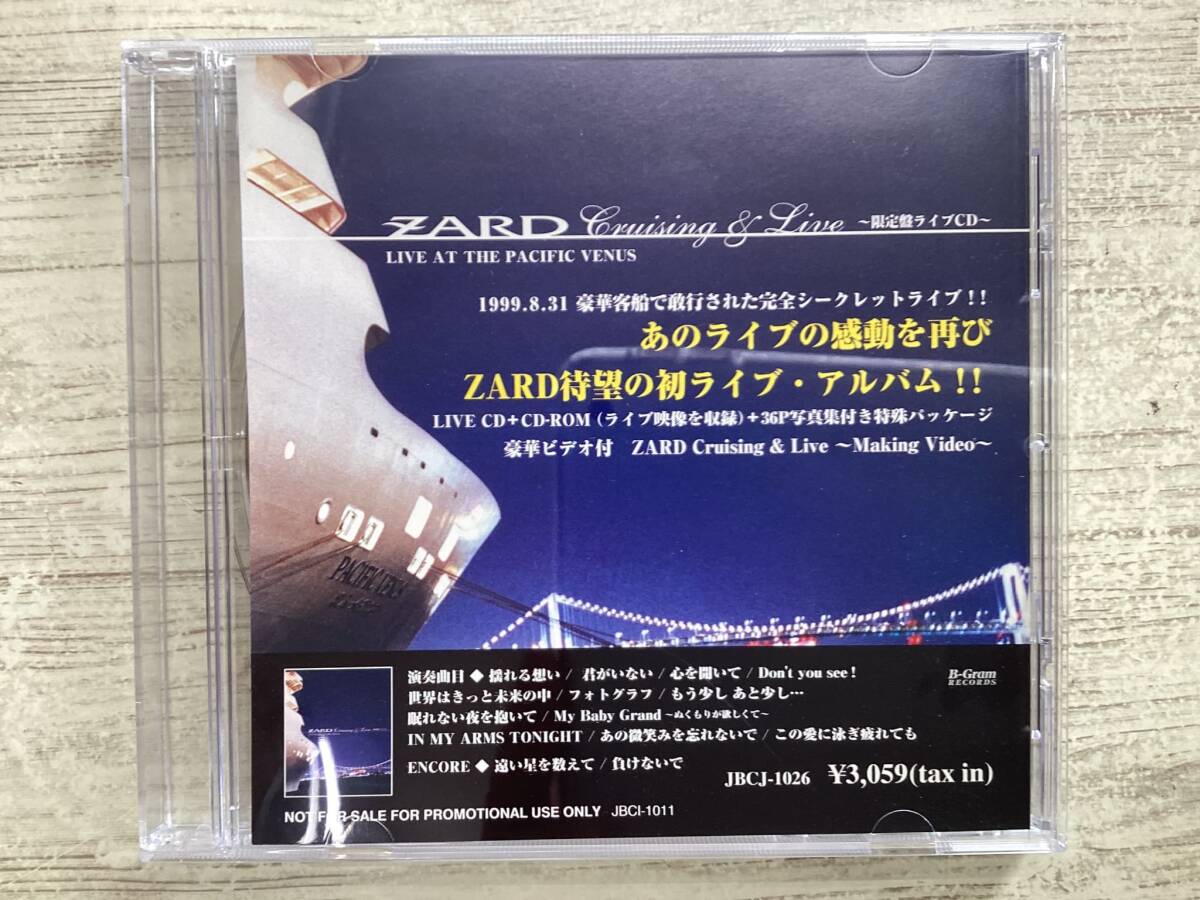 ZARD Cruising & Live ～限定盤ライブCD～
LIVE AT THE PACIFIC VENUS
1999.8.31 豪華客船で敢行された完全シークレットライブ!!
あのライブの感動を再び
ZARD待望の初ライブ・アルバム!!
LIVE CD+CD-ROM（ライブ映像を収録）+36P写真集付き特殊パッケージ
豪華ビデオ付 ZARD Cruising & Live ～Making Video～
PACIFIC VENUS
演奏曲目 ◆ 揺れる想い / 君がいない / 心を開いて / Don't you see!
世界はきっと未来の中 / フォトグラフ / もう少し あと少し…
眠れない夜を抱いて / My Baby Grand ～ぬくもりが欲しくて～
IN MY ARMS TONIGHT / あの微笑みを忘れないで / この愛に泳ぎ疲れても
ENCORE ◆ 遠い星を数えて / 負けないで
B-Gram
RECORDS
ZARD Cruising & Live
JBCJ-1026 ¥3,059(tax in)
NOT FOR SALE FOR PROMOTIONAL USE ONLY JBCI-1011